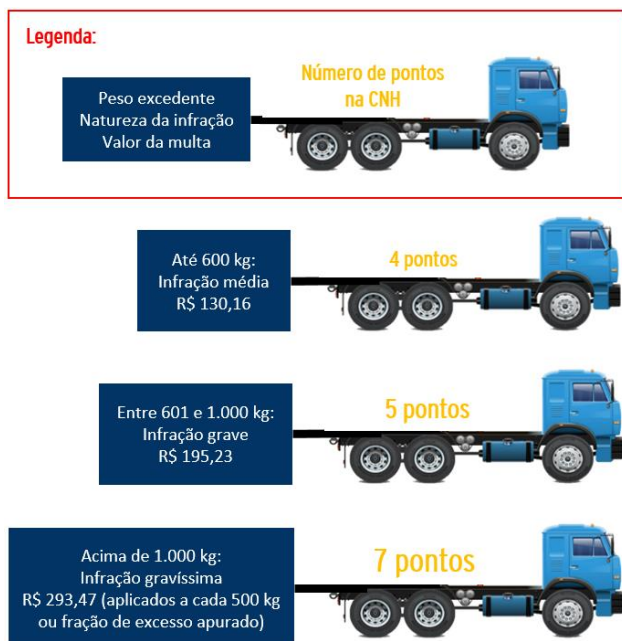 Legenda:
Número de pontos
na CNH
Peso excedente
Natureza da infração
Valor da multa
Até 600 kg:
Infração média
R$ 130,16
4 pontos
Entre 601 e 1.000 kg:
Infração grave
R$ 195,23
5 pontos
Acima de 1.000 kg:
Infração gravíssima
R$ 293,47 (aplicados a cada 500 kg
ou fração de excesso apurado)
7 pontos